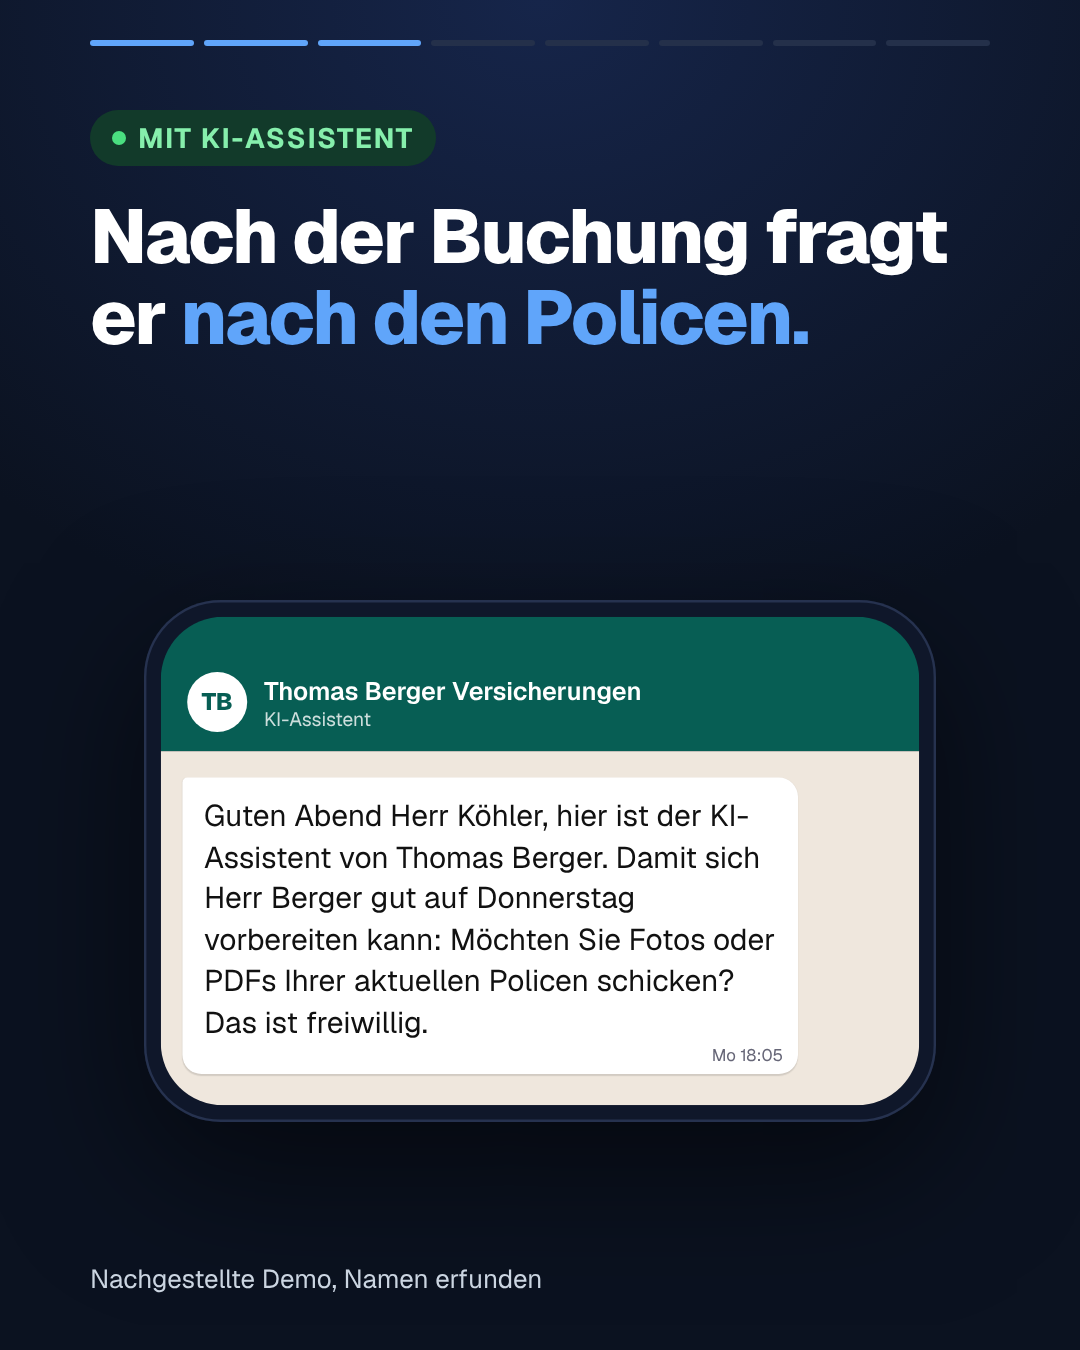 MIT KI-ASSISTENT
Nach der Buchung fragt
er nach den Policen.
TB
Thomas Berger Versicherungen
KI-Assistent
Guten Abend Herr Köhler, hier ist der KI-
Assistent von Thomas Berger. Damit sich
Herr Berger gut auf Donnerstag
vorbereiten kann: Möchten Sie Fotos oder
PDFs Ihrer aktuellen Policen schicken?
Das ist freiwillig.
Mo 18:05
Nachgestellte Demo, Namen erfunden